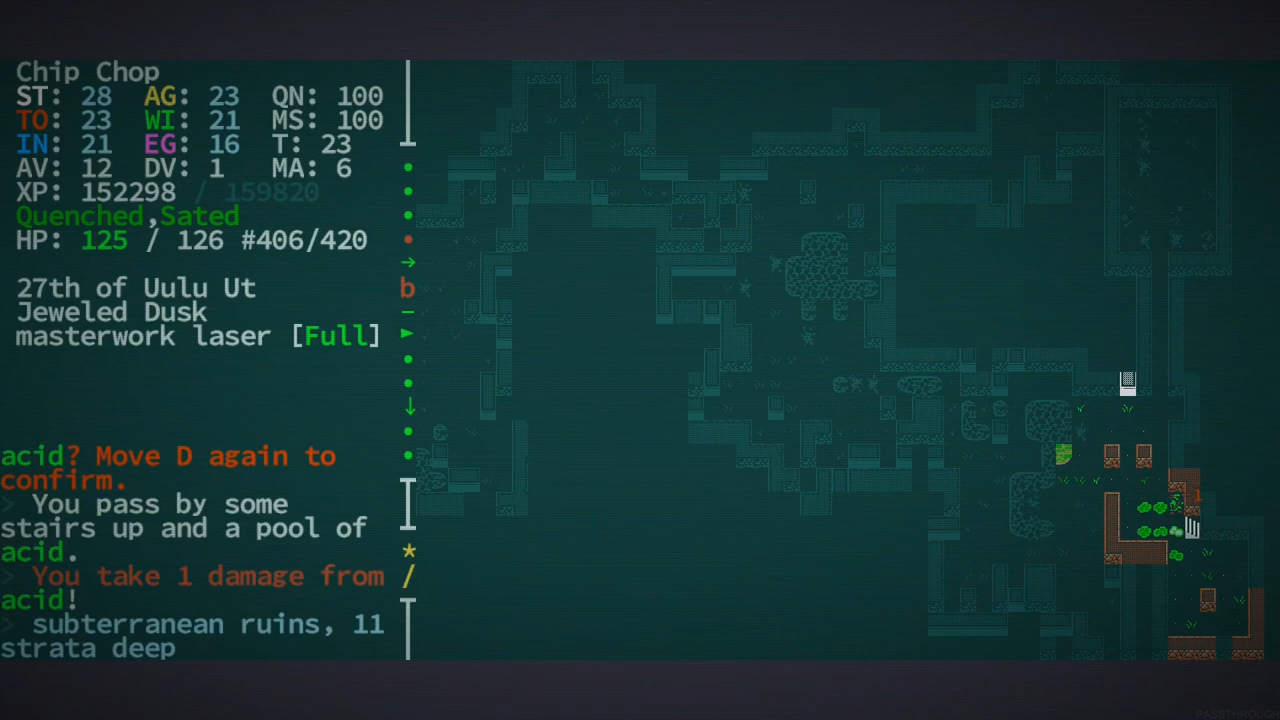 Chip Chop
ST: 28 AG: 23 QN: 100
TO: 23 WI: 21 MS: 100
IN: 21 EG: 16 T: 23
AV: 12 DV: 1 MA: 6
XP: 152298 / 159820
Quenched,Sated
HP: 125 / 126 #406/420
27th of Uulu Ut
Jeweled Dusk
masterwork laser [Full]
b
acid? Move D again to
confirm.
> You pass by some
stairs up and a pool of
acid.
> You take 1 damage from
acid!
> subterranean ruins, 11
strata deep
*
/
1
PASSTHROUGH